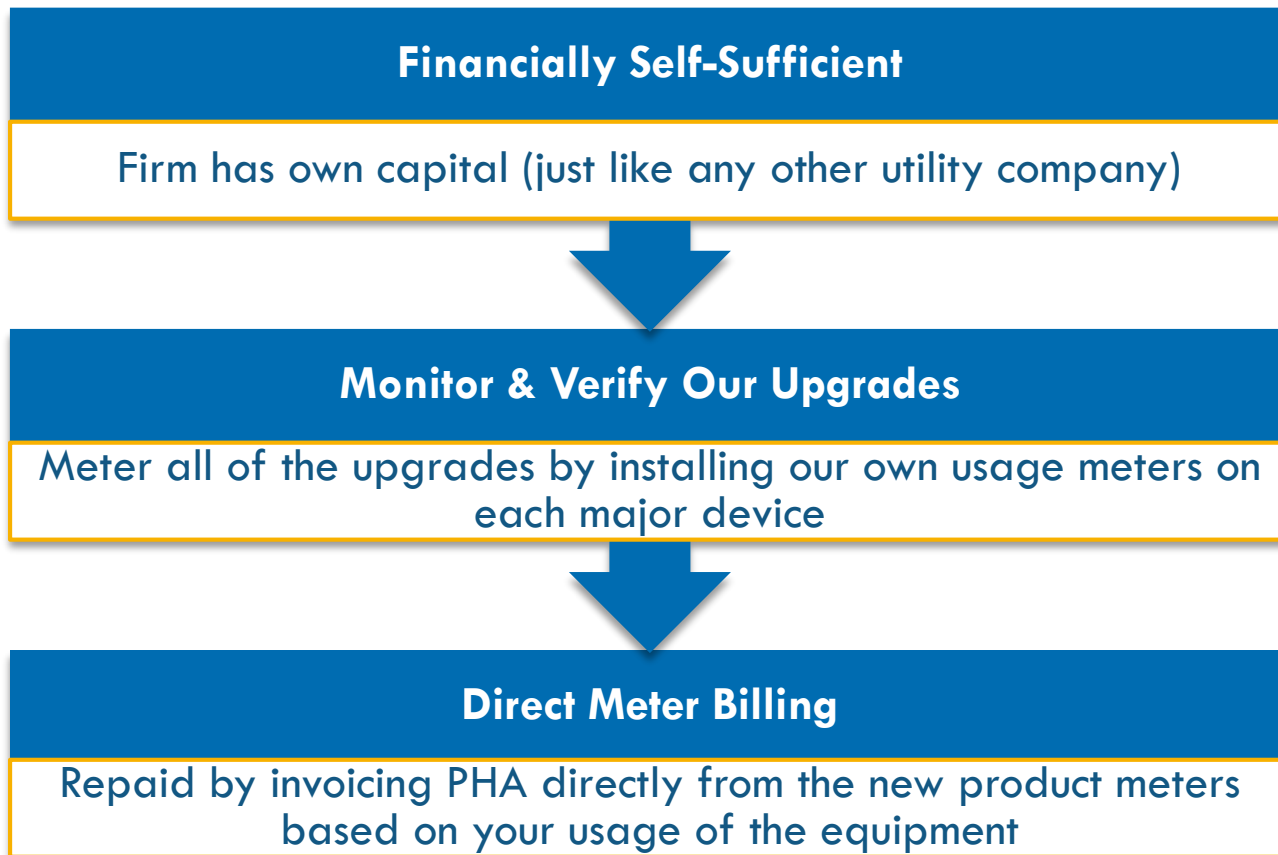 Financially Self-Sufficient
Firm has own capital (just like any other utility company)
Monitor & Verify Our Upgrades
Meter all of the upgrades by installing our own usage meters on
each major device
Direct Meter Billing
Repaid by invoicing PHA directly from the new product meters
based on your usage of the equipment